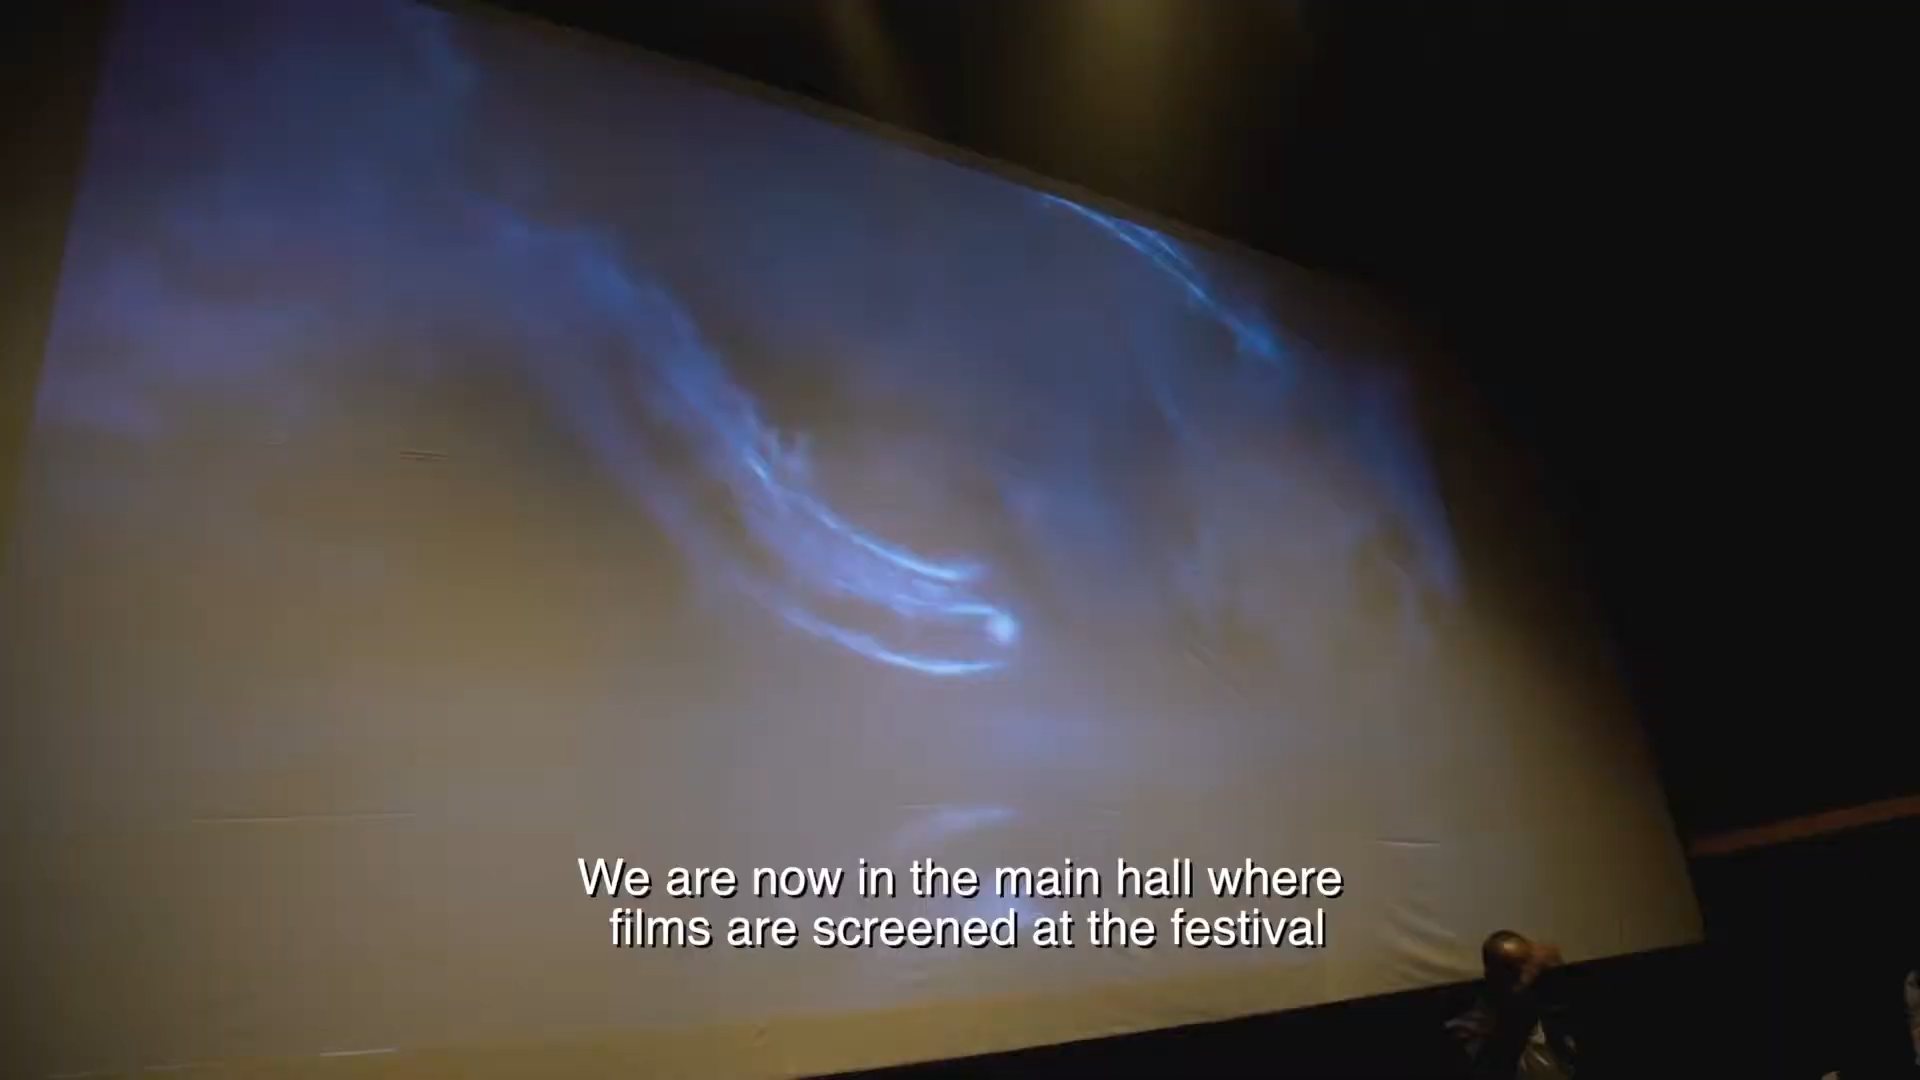 We are now in the main hall where
films are screened at the festival